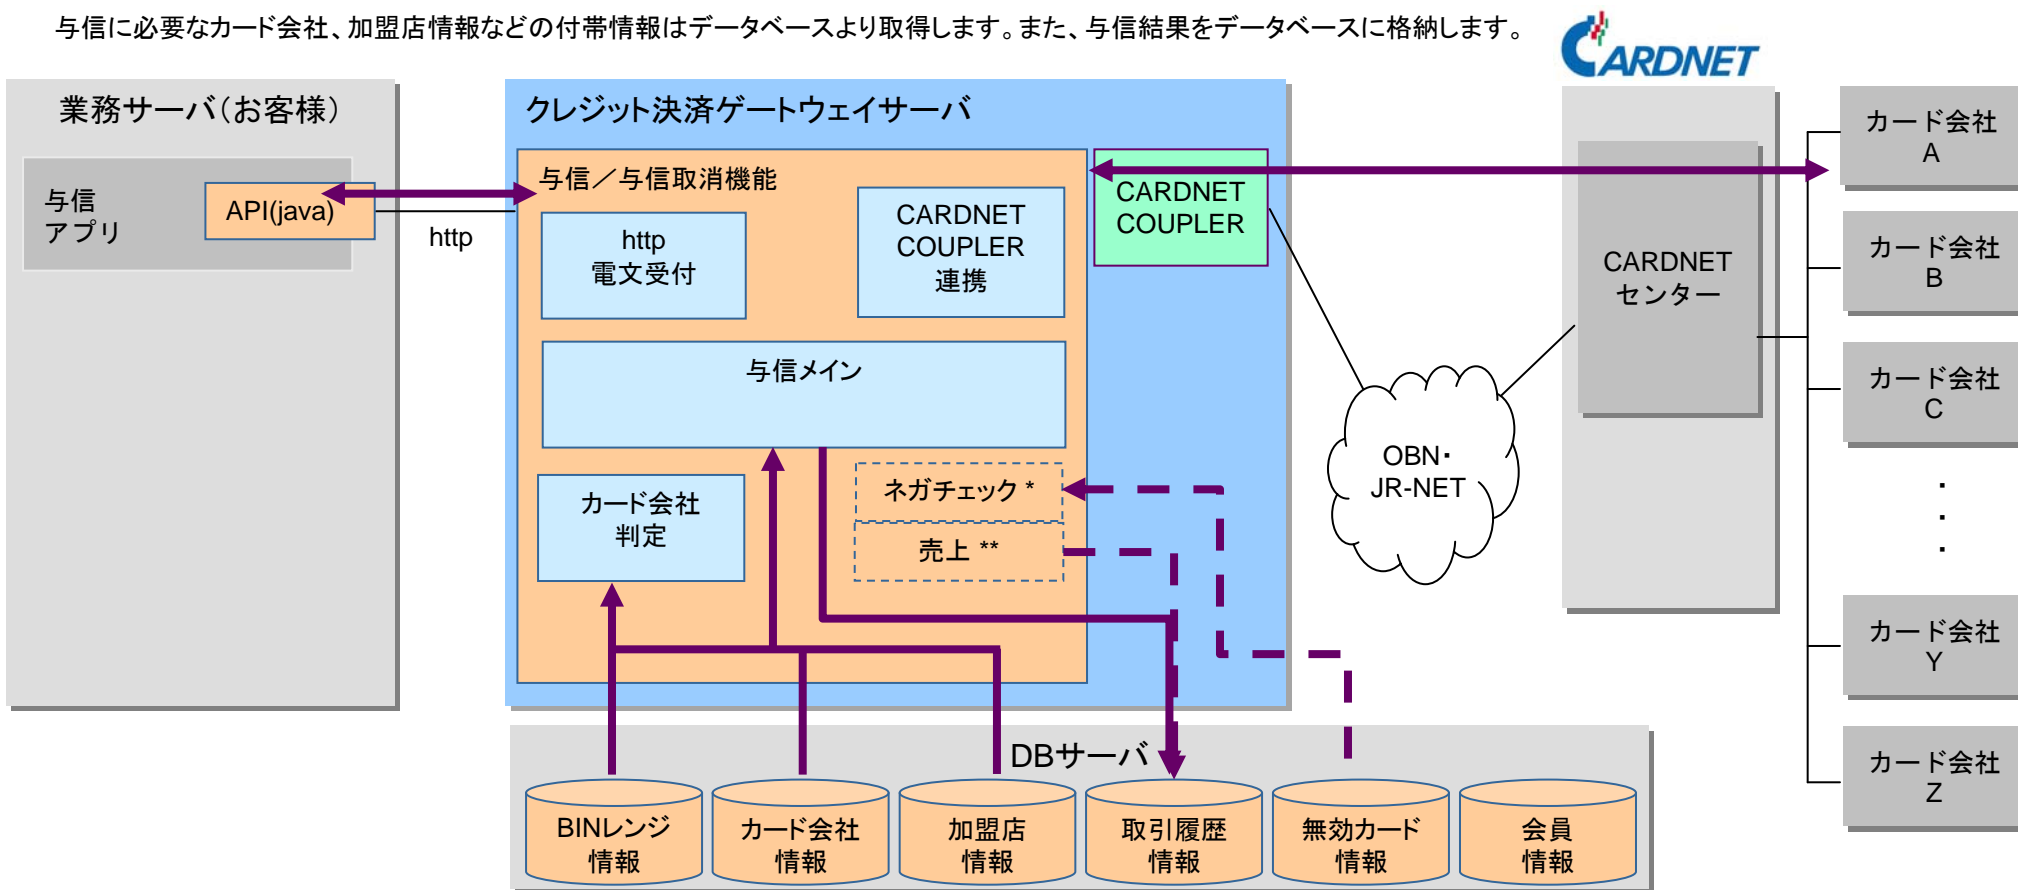 与信に必要なカード会社、加盟店情報などの付帯情報はデータベースより取得します。また、与信結果をデータベースに格納します。
CARDNET
業務サーバ(お客様)
与信
アプリ
API(java)
http
クレジット決済ゲートウェイサーバ
与信／与信取消機能
http
電文受付
CARDNET
COUPLER
連携
CARDNET
COUPLER
与信メイン
カード会社
判定
ネガチェック *
売上 **
OBN・
JR-NET
CARDNET
センター
カード会社
A
カード会社
B
カード会社
C
・
・
・
カード会社
Y
カード会社
Z
DBサーバ
BINレンジ
情報
カード会社
情報
加盟店
情報
取引履歴
情報
無効カード
情報
会員
情報